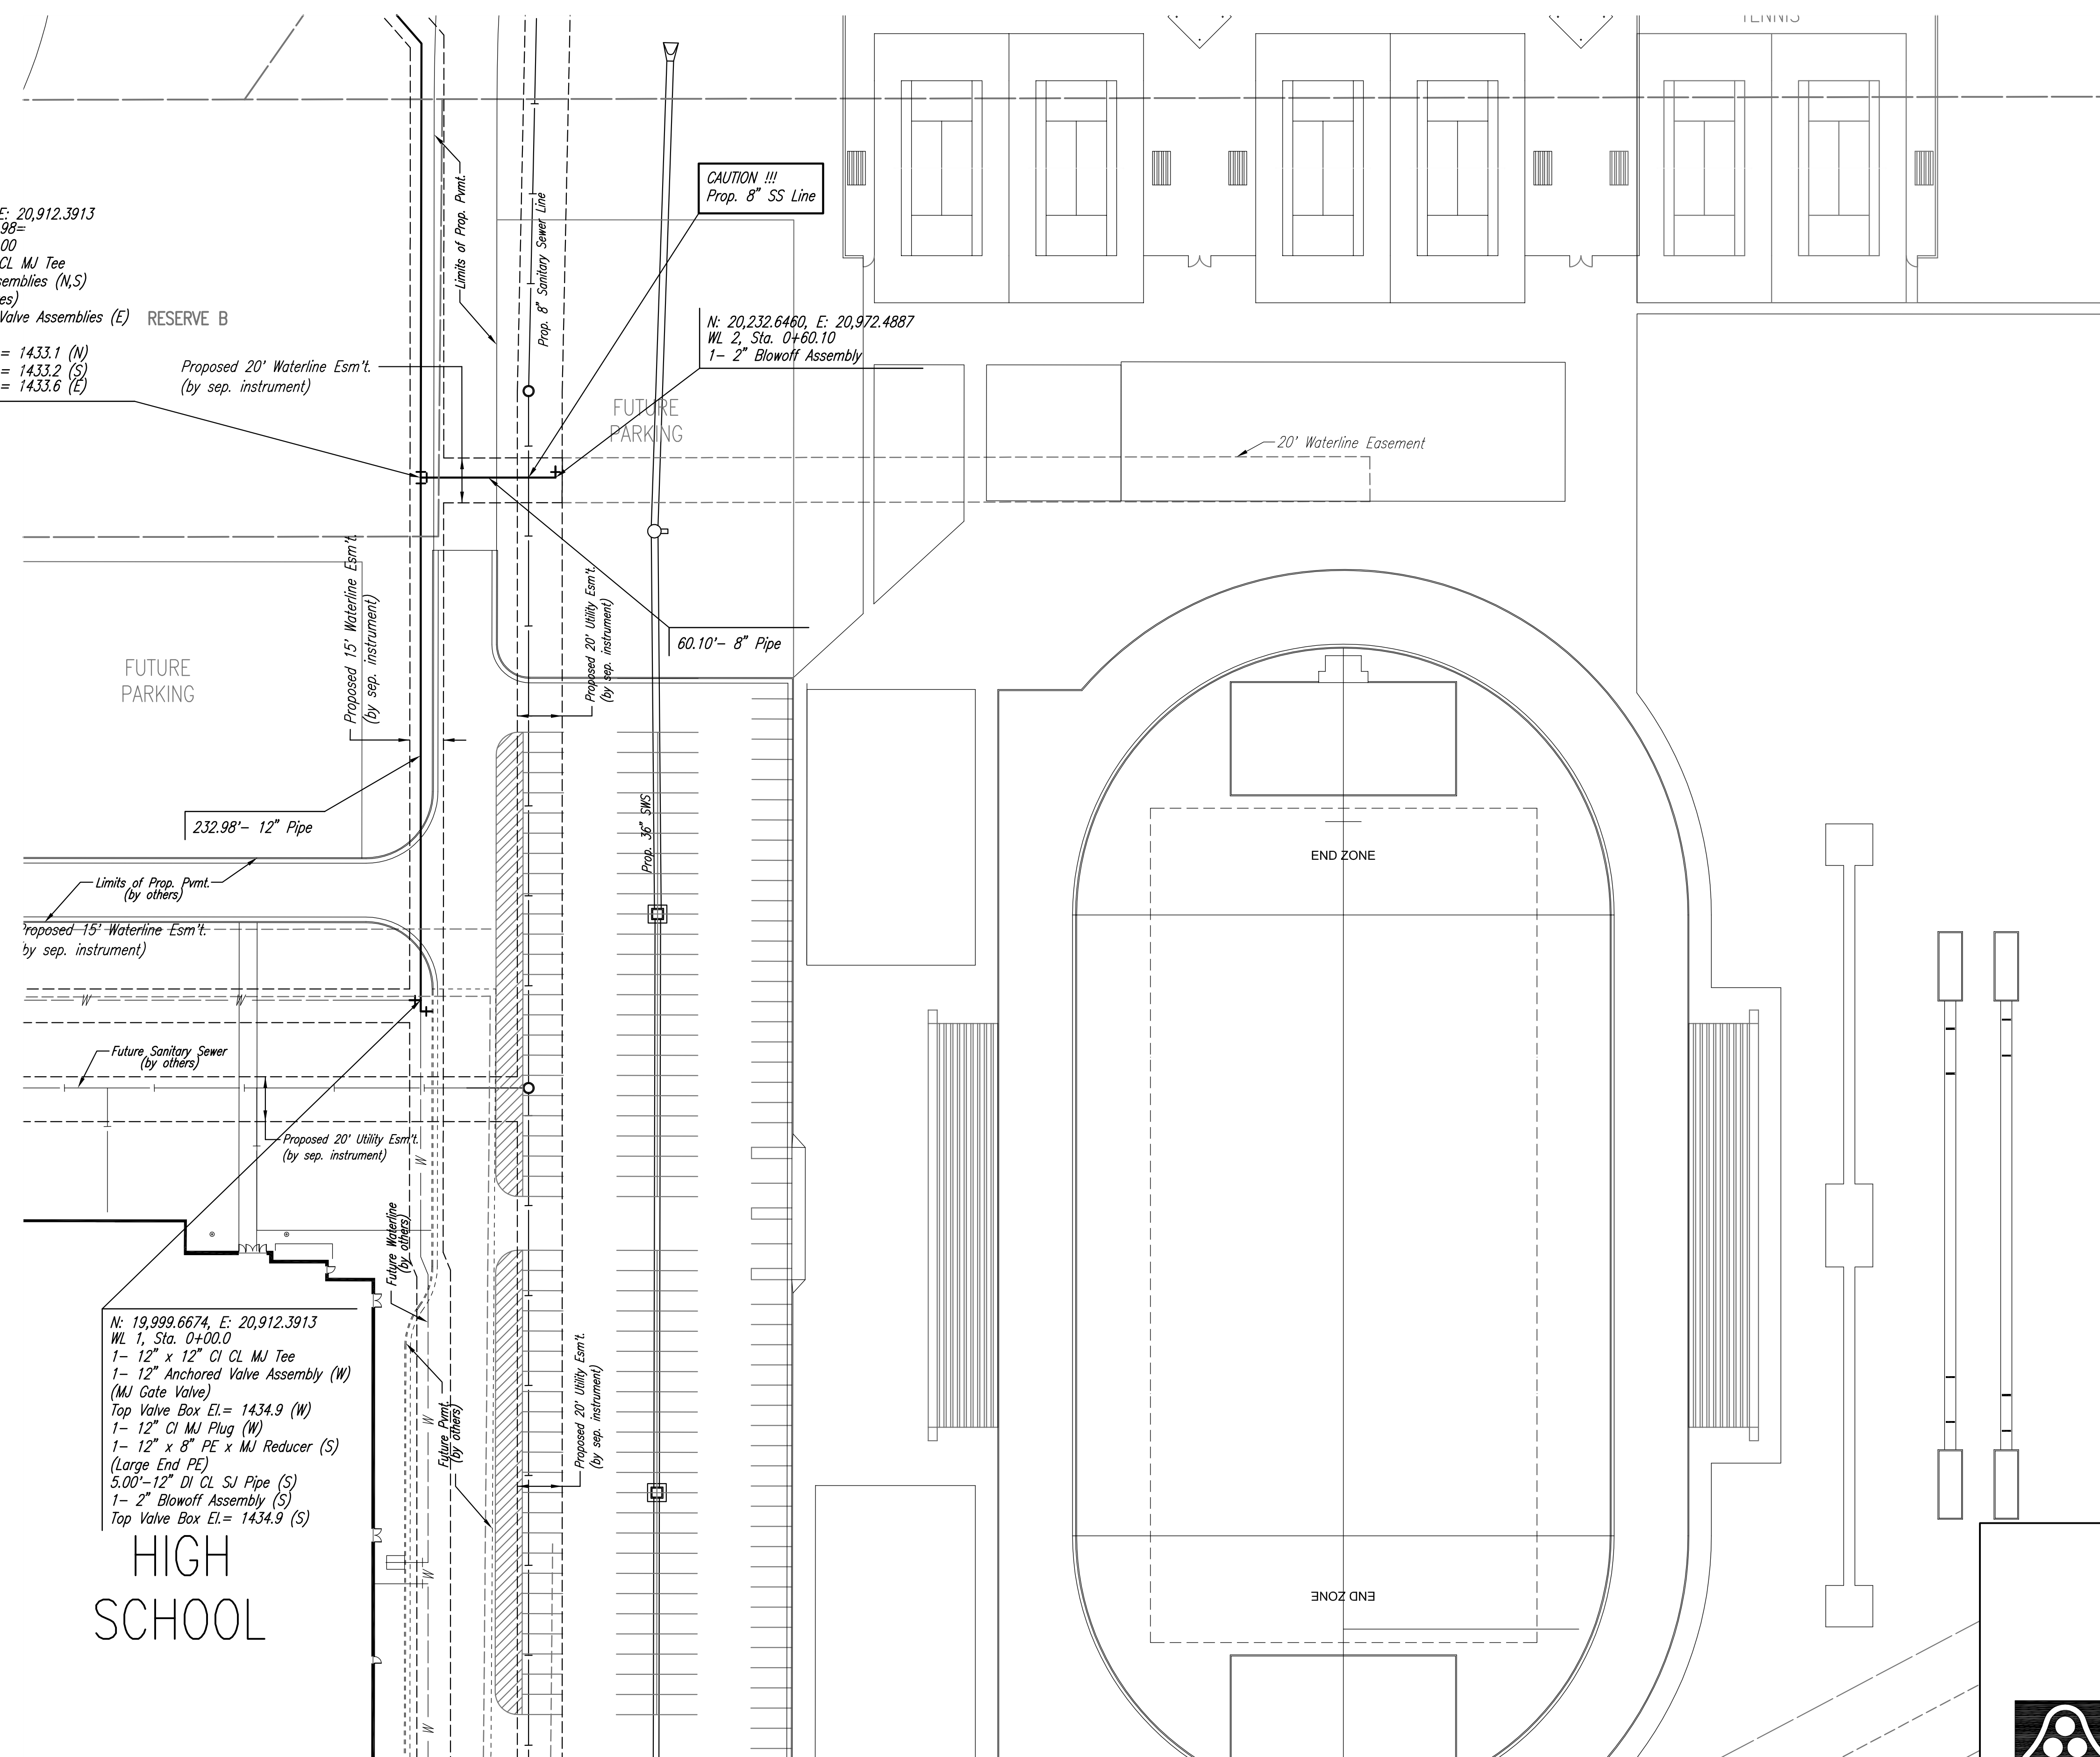 TENNIS
CAUTION !!!
Prop. 8" SS Line
Limits of Prop. Pvmt.
Prop. 8" Sanitary Sewer Line
E: 20,912.3913
98=
00
CL MJ Tee
semblies (N,S)
es)
Valve Assemblies (E)
RESERVE B
= 1433.1 (N)
= 1433.2 (S)
= 1433.6 (E)
Proposed 20' Waterline Esm't.
(by sep. instrument)
N: 20,232.6460, E: 20,972.4887
WL 2, Sta. 0+60.10
1- 2" Blowoff Assembly
FUTURE
PARKING
20' Waterline Easement
Proposed 15' Waterline Esm't.
(by sep. instrument)
Proposed 20' Utility Esm't.
(by sep. instrument)
60.10'- 8" Pipe
FUTURE
PARKING
232.98'- 12" Pipe
Prop. 36" SWS
END ZONE
Limits of Prop. Pvmt.
(by others)
Proposed 15' Waterline Esm't.
by sep. instrument)
W
W
Future Sanitary Sewer
(by others)
Proposed 20' Utility Esm't.
(by sep. instrument)
W
Future Waterline
(by others)
N: 19,999.6674, E: 20,912.3913
WL 1, Sta. 0+00.0
1- 12" x 12" CI CL MJ Tee
1- 12" Anchored Valve Assembly (W)
(MJ Gate Valve)
Top Valve Box El.= 1434.9 (W)
1- 12" CI MJ Plug (W)
1- 12" x 8" PE x MJ Reducer (S)
(Large End PE)
5.00'-12" DI CL SJ Pipe (S)
1- 2" Blowoff Assembly (S)
Top Valve Box El.= 1434.9 (S)
W
Future Pvmt.
(by others)
Proposed 20' Utility Esm't.
(by sep. instrument)
HIGH
SCHOOL
W
END ZONE
W